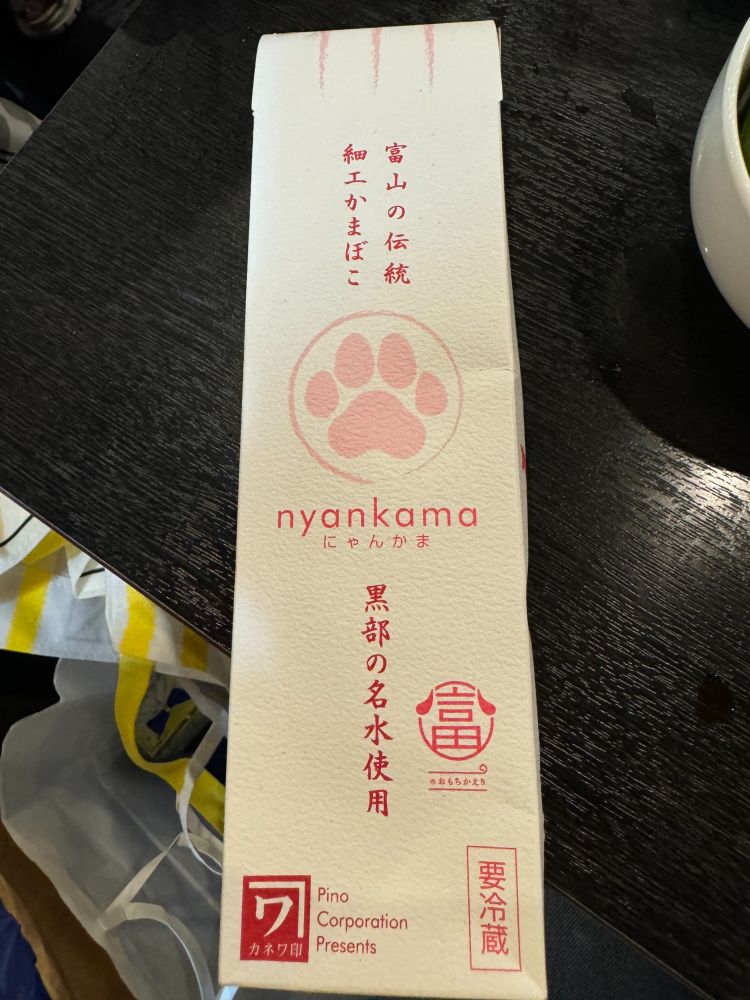 富山の伝統
細工かまぼこ
nyankama
にゃんかま
黒部の名水使用
富
のおもちかえり
ワ
カネワ印
Pino
Corporation
Presents
要冷蔵